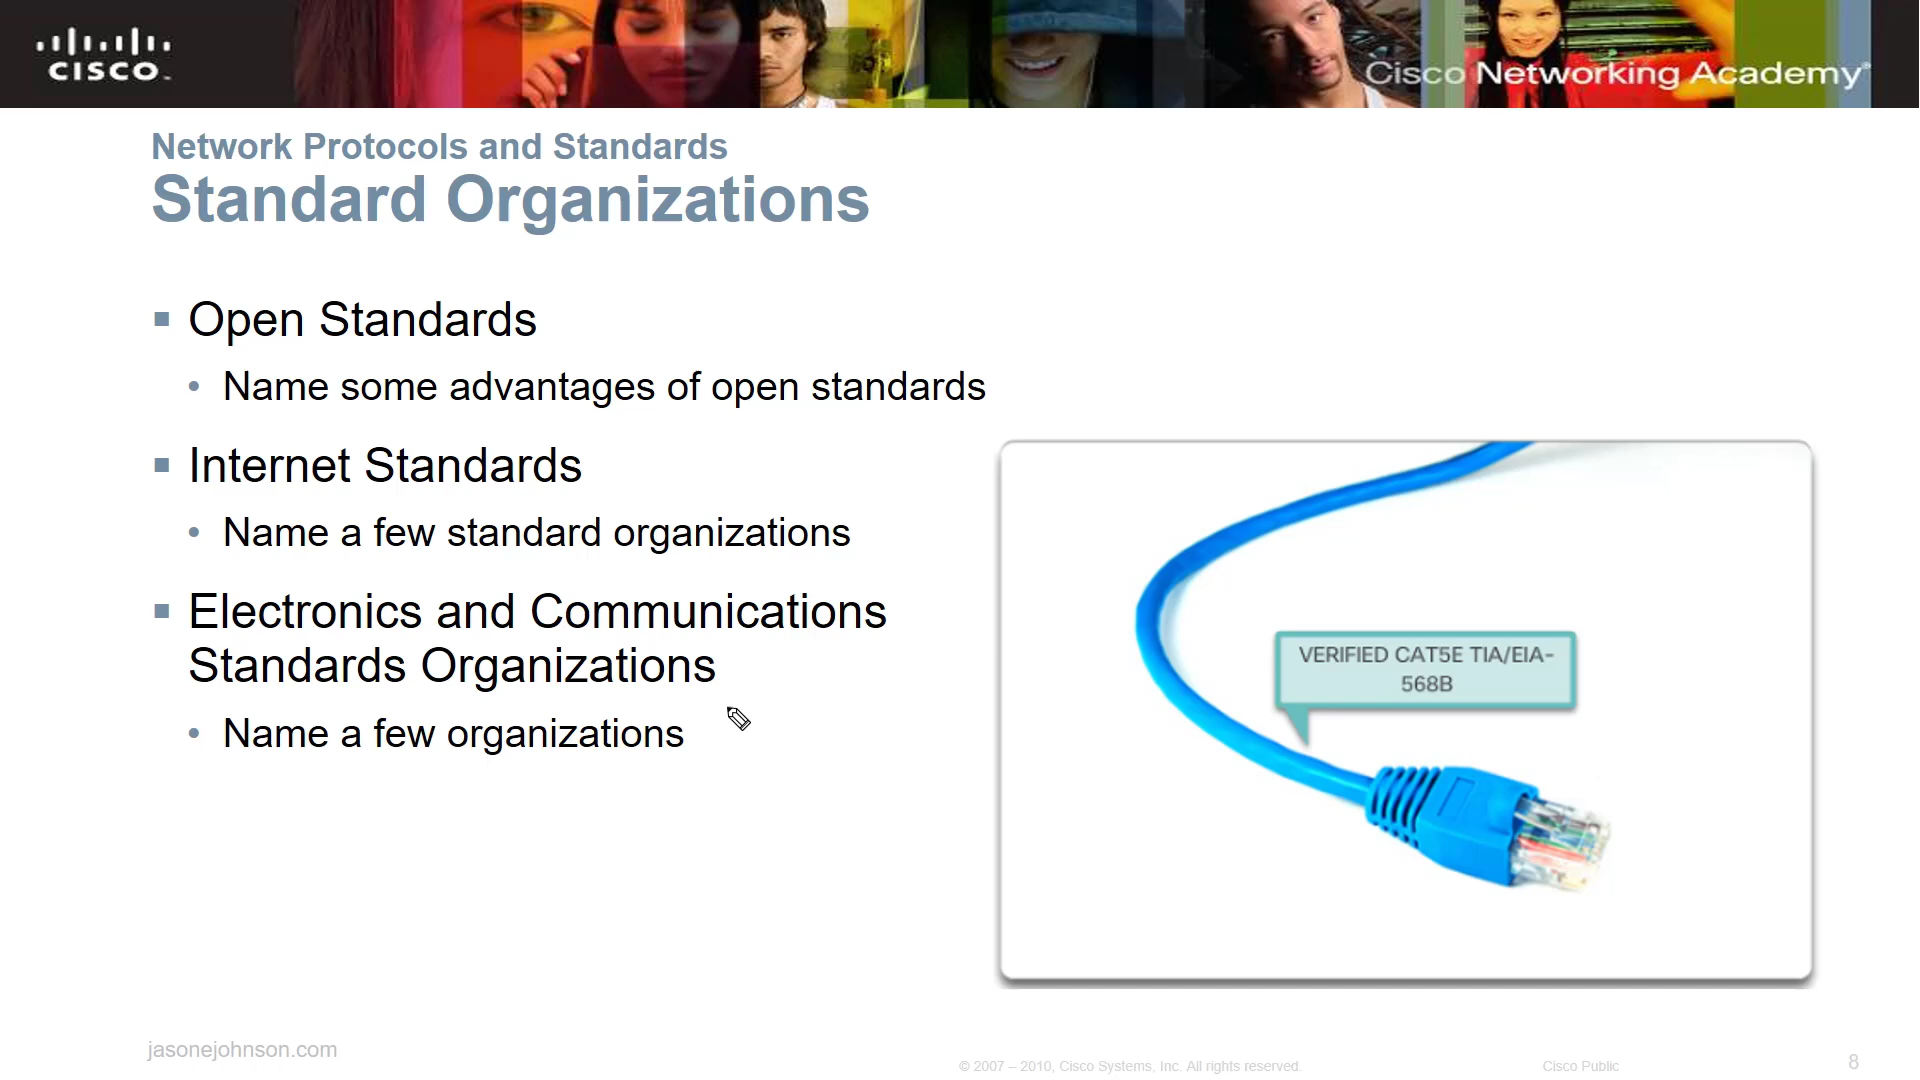 CISCO
Cisco Networking Academy®
Network Protocols and Standards
Standard Organizations
Open Standards
Name some advantages of open standards
Internet Standards
Name a few standard organizations
Electronics and Communications
Standards Organizations
Name a few organizations
VERIFIED CAT5E TIA/EIA-
568B
jasonejohnson.com
© 2007 – 2010, Cisco Systems, Inc. All rights reserved.
Cisco Public
8